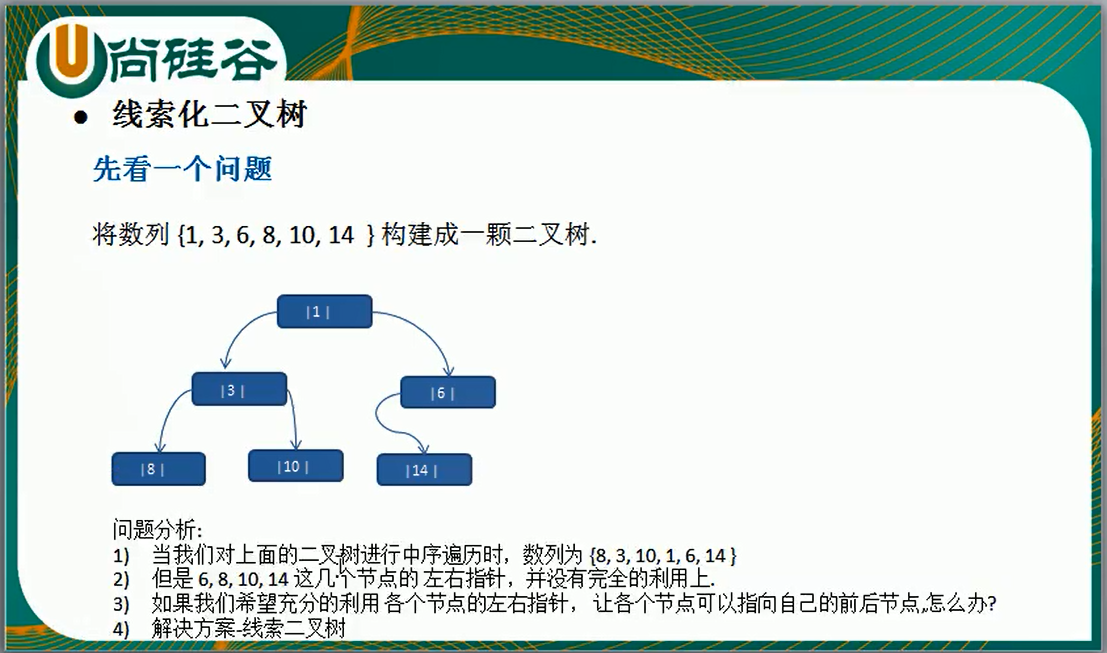 尚硅谷
● 线索化二叉树
先看一个问题
将数列 {1, 3, 6, 8, 10, 14 } 构建成一颗二叉树.
|1 |
|3 | |6 |
|8 | |10 | |14 |
问题分析:
1) 当我们对上面的二叉树进行中序遍历时，数列为 {8, 3, 10, 1, 6, 14 }
2) 但是 6, 8, 10, 14 这几个节点的 左右指针，并没有完全的利用上.
3) 如果我们希望充分的利用 各个节点的左右指针， 让各个节点可以指向自己的前后节点,怎么办?
4) 解决方案-线索二叉树